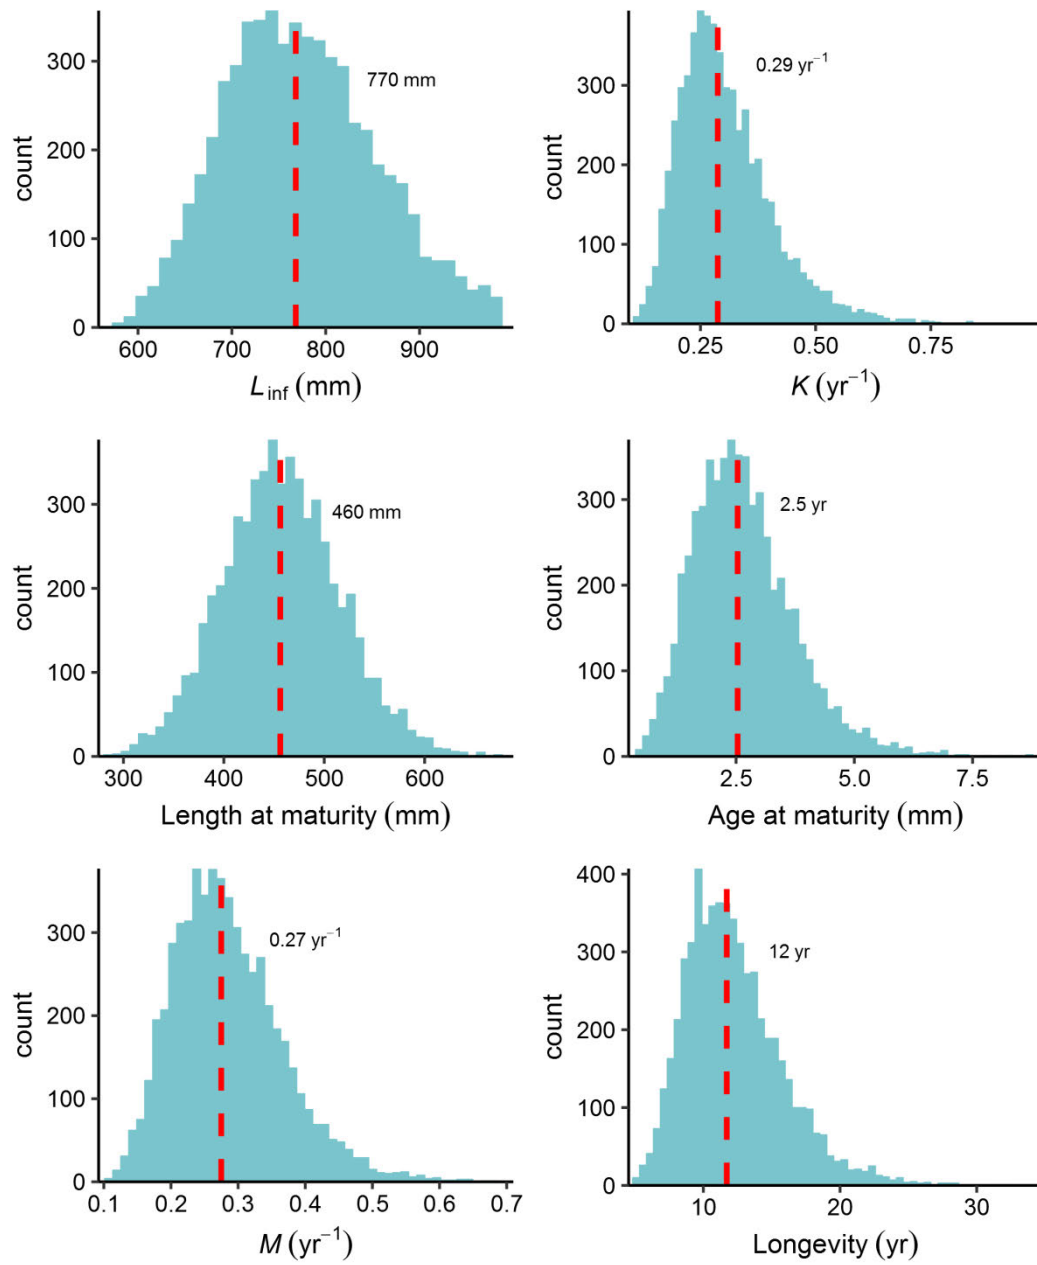 300
200
100
0
count
770 mm
600 700 800 900
L_inf (mm)
300
200
100
0
count
0.29 yr⁻¹
0.25 0.50 0.75
K (yr⁻¹)
300
200
100
0
count
460 mm
300 400 500 600
Length at maturity (mm)
300
200
100
0
count
2.5 yr
2.5 5.0 7.5
Age at maturity (mm)
300
200
100
0
count
0.27 yr⁻¹
0.1 0.2 0.3 0.4 0.5 0.6 0.7
M (yr⁻¹)
400
300
200
100
0
count
12 yr
10 20 30
Longevity (yr)